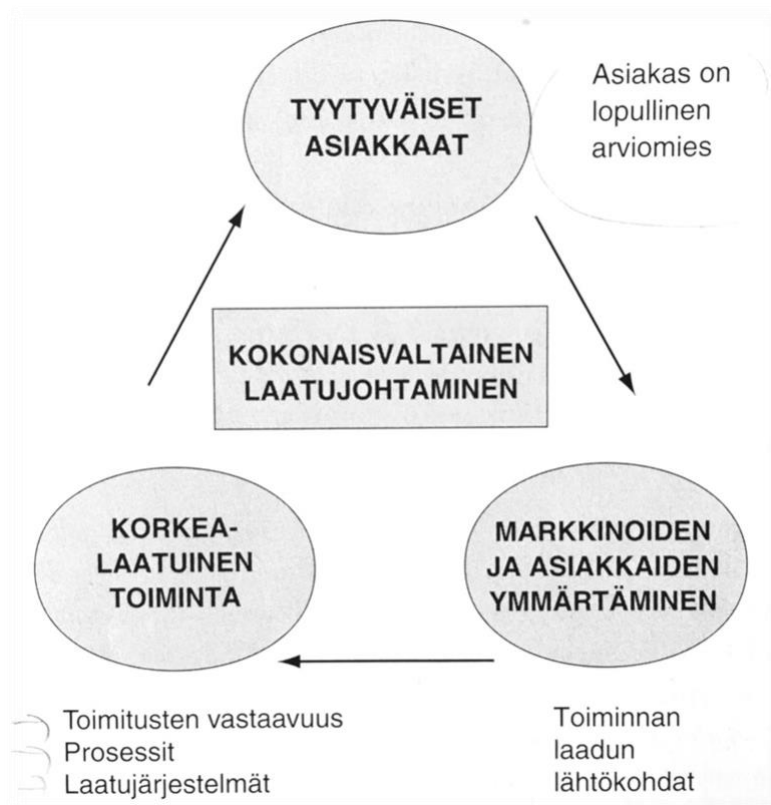 TYYTYVÄISET
ASIAKKAAT
Asiakas on
lopullinen
arviomies
KOKONAISVALTAINEN
LAATUJOHTAMINEN
KORKEA-
LAATUINEN
TOIMINTA
MARKKINOIDEN
JA ASIAKKAIDEN
YMMÄRTÄMINEN
Toimitusten vastaavuus
Prosessit
Laatujärjestelmät
Toiminnan
laadun
lähtökohdat